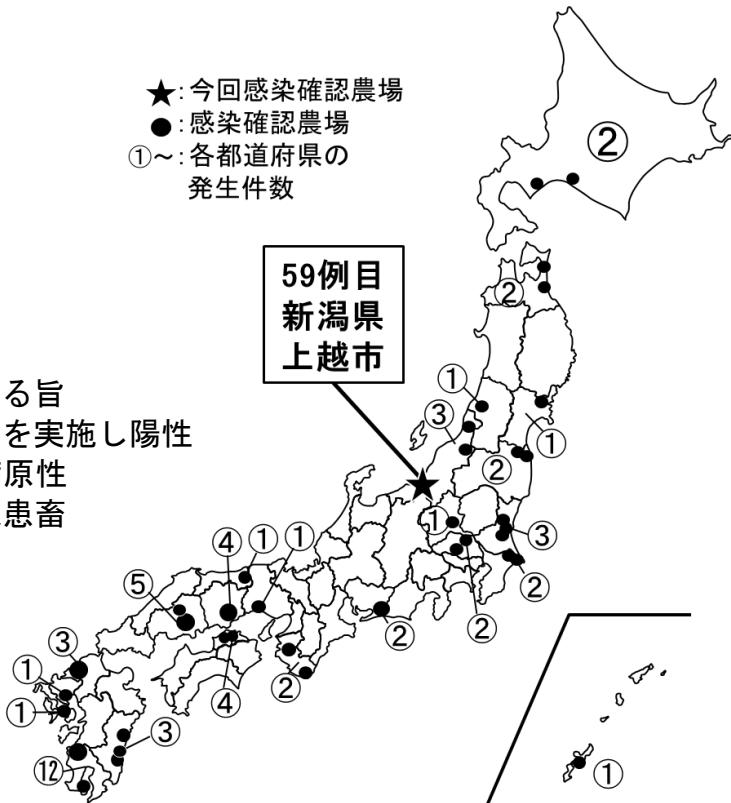 ★:今回感染確認農場
●:感染確認農場
①～:各都道府県の
発生件数
②
59例目
新潟県
上越市
②
る旨
を実施し陽性
原性
患畜
①
③
①
②
①
③
②
②
④
①
①
⑤
②
②
④
③
①
①
③
⑫
①